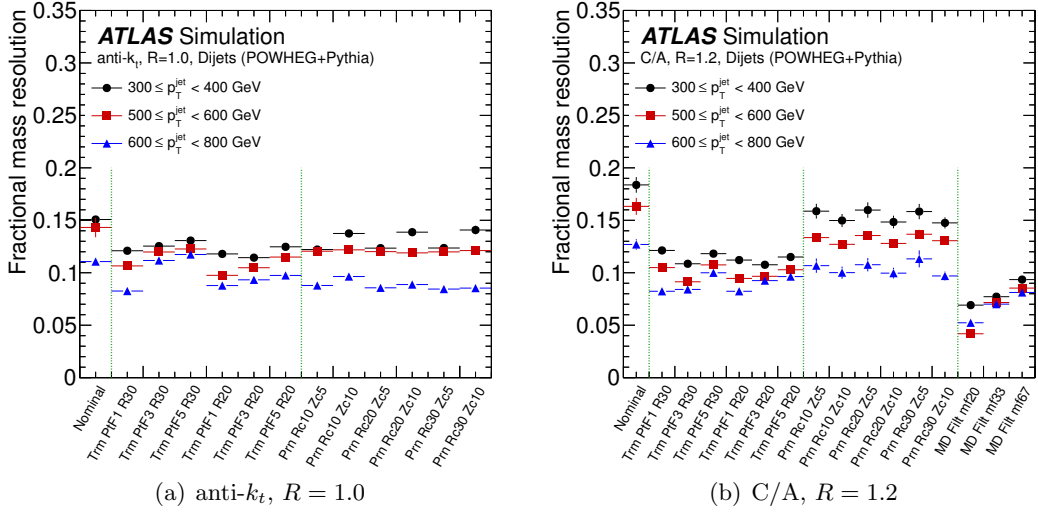 ATLAS Simulation
anti-kₜ, R=1.0, Dijets (POWHEG+Pythia)
300 ≤ p_T^jet < 400 GeV
500 ≤ p_T^jet < 600 GeV
600 ≤ p_T^jet < 800 GeV
Fractional mass resolution
0.35
0.3
0.25
0.2
0.15
0.1
0.05
0
Nominal
Trm PtF1 R30
Trm PtF3 R30
Trm PtF5 R30
Trm PtF1 R20
Trm PtF3 R20
Trm PtF5 R20
Prn Rc10 Zc5
Prn Rc10 Zc10
Prn Rc20 Zc5
Prn Rc20 Zc10
Prn Rc30 Zc5
Prn Rc30 Zc10
(a) anti-kₜ, R = 1.0
ATLAS Simulation
C/A, R=1.2, Dijets (POWHEG+Pythia)
300 ≤ p_T^jet < 400 GeV
500 ≤ p_T^jet < 600 GeV
600 ≤ p_T^jet < 800 GeV
Fractional mass resolution
0.35
0.3
0.25
0.2
0.15
0.1
0.05
0
Nominal
Trm PtF1 R30
Trm PtF3 R30
Trm PtF5 R30
Trm PtF1 R20
Trm PtF3 R20
Trm PtF5 R20
Prn Rc10 Zc5
Prn Rc10 Zc10
Prn Rc20 Zc5
Prn Rc20 Zc10
Prn Rc30 Zc5
Prn Rc30 Zc10
MD Filt mf20
MD Filt mf33
MD Filt mf67
(b) C/A, R = 1.2